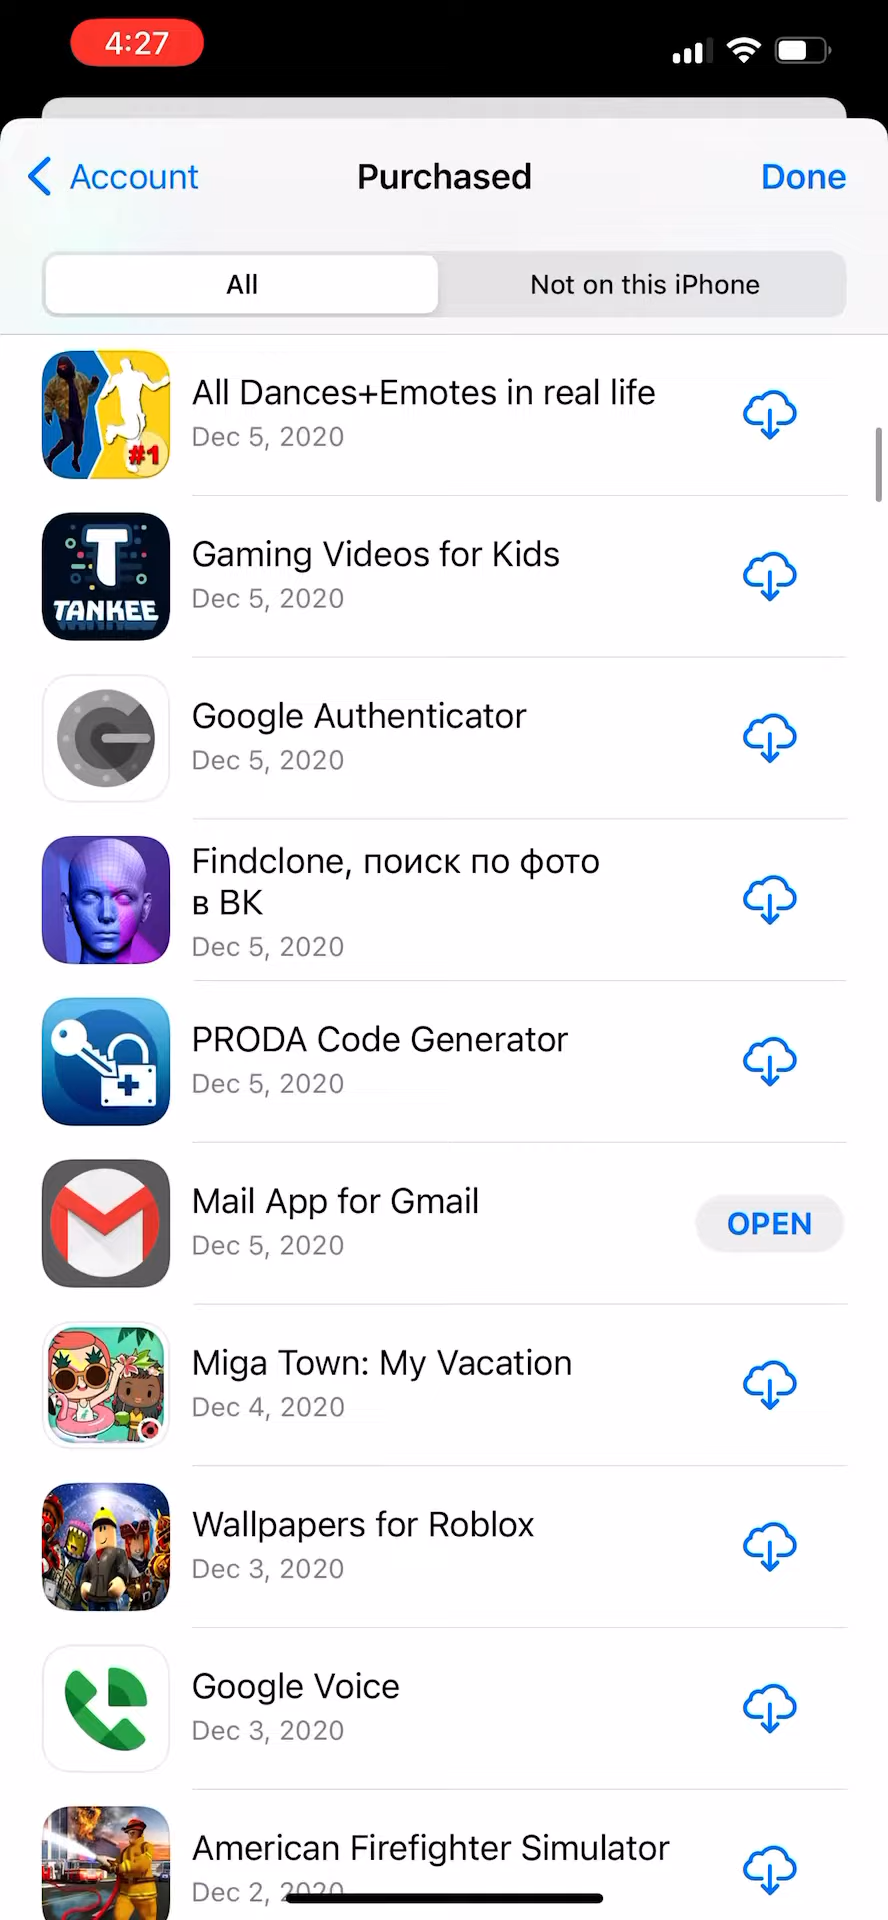 4:27
Account
Purchased
Done
All
Not on this iPhone
#1
All Dances+Emotes in real life
Dec 5, 2020
T
TANKEE
Gaming Videos for Kids
Dec 5, 2020
Google Authenticator
Dec 5, 2020
Findclone, поиск по фото
в ВК
Dec 5, 2020
PRODA Code Generator
Dec 5, 2020
Mail App for Gmail
Dec 5, 2020
OPEN
Miga Town: My Vacation
Dec 4, 2020
Wallpapers for Roblox
Dec 3, 2020
Google Voice
Dec 3, 2020
American Firefighter Simulator
Dec 2, 2020